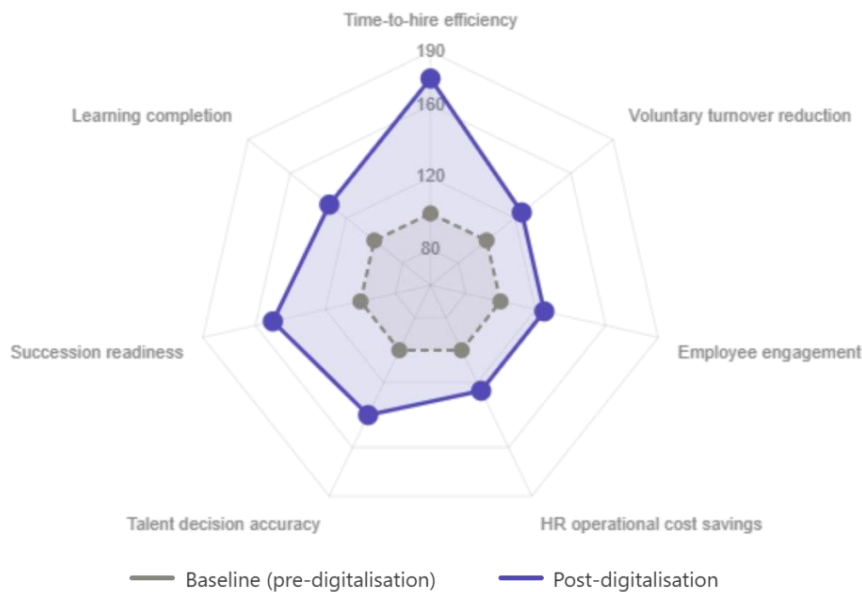 Time-to-hire efficiency
190
Learning completion
160
Voluntary turnover reduction
120
80
Succession readiness
Employee engagement
Talent decision accuracy
HR operational cost savings
Baseline (pre-digitalisation)
Post-digitalisation